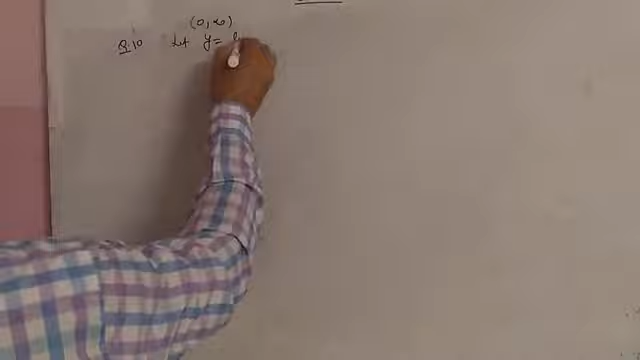 (0, ∞)
Q.10 Let y =